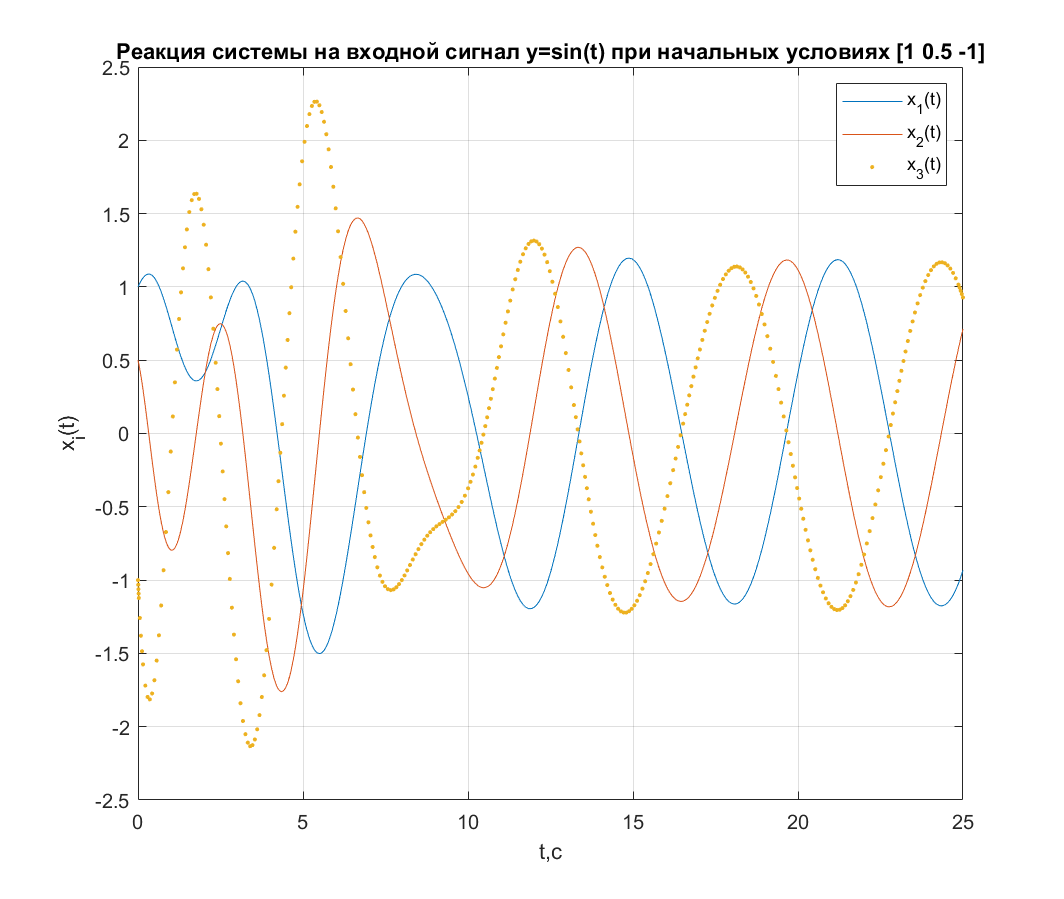 Реакция системы на входной сигнал y=sin(t) при начальных условиях [1 0.5 -1]
2.5
2
1.5
1
0.5
0
-0.5
-1
-1.5
-2
-2.5
x_i(t)
x_1(t)
x_2(t)
x_3(t)
0 5 10 15 20 25
t,c